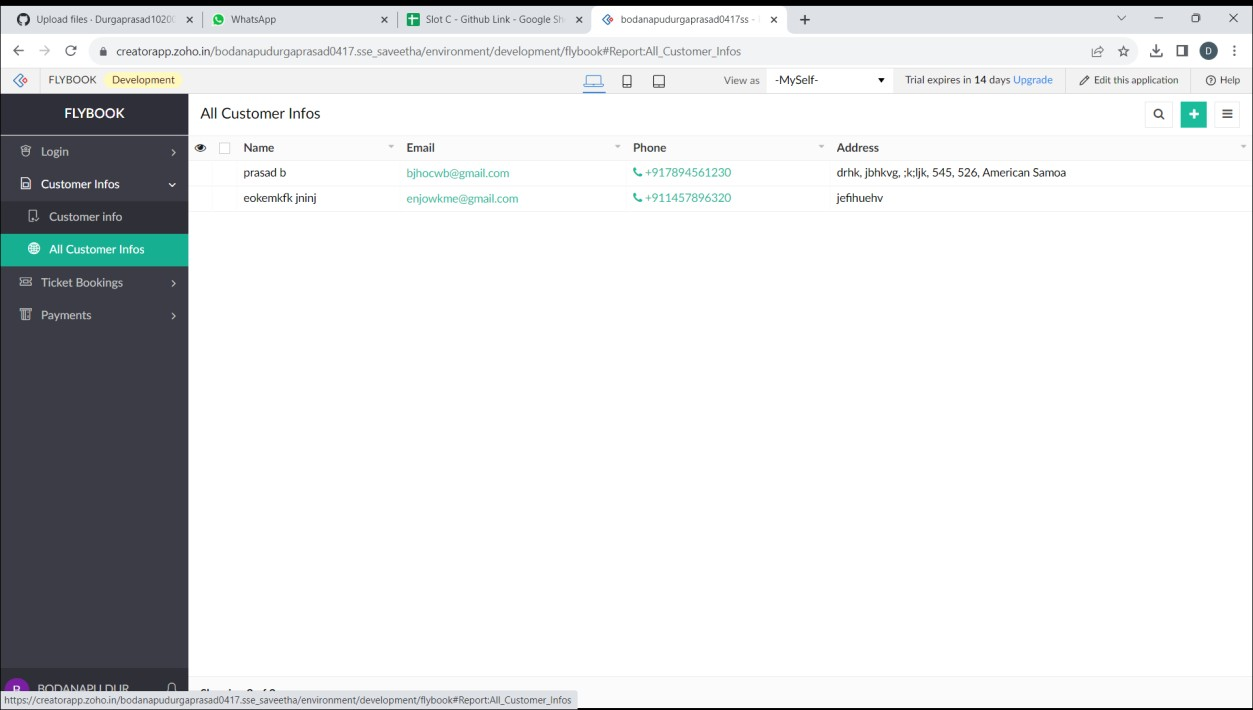 Upload files · Durgaprasad1020
WhatsApp
Slot C - Github Link - Google Sh
bodanapudurgaprasad0417ss -
creatorapp.zoho.in/bodanapudurgaprasad0417.sse_saveetha/environment/development/flybook#Report:All_Customer_Infos
D
FLYBOOK Development
View as -MySelf-
Trial expires in 14 days Upgrade
Edit this application
Help
FLYBOOK
Login
Customer Infos
Customer info
All Customer Infos
Ticket Bookings
Payments
All Customer Infos
Name Email Phone Address
prasad b bjhocwb@gmail.com +917894561230 drhk, jbhkvg, :k;ljk, 545, 526, American Samoa
eokemkfk jninj enjowkme@gmail.com +911457896320 jefihuehv
B BODANAPU DUR
https://creatorapp.zoho.in/bodanapudurgaprasad0417.sse_saveetha/environment/development/flybook#Report:All_Customer_Infos